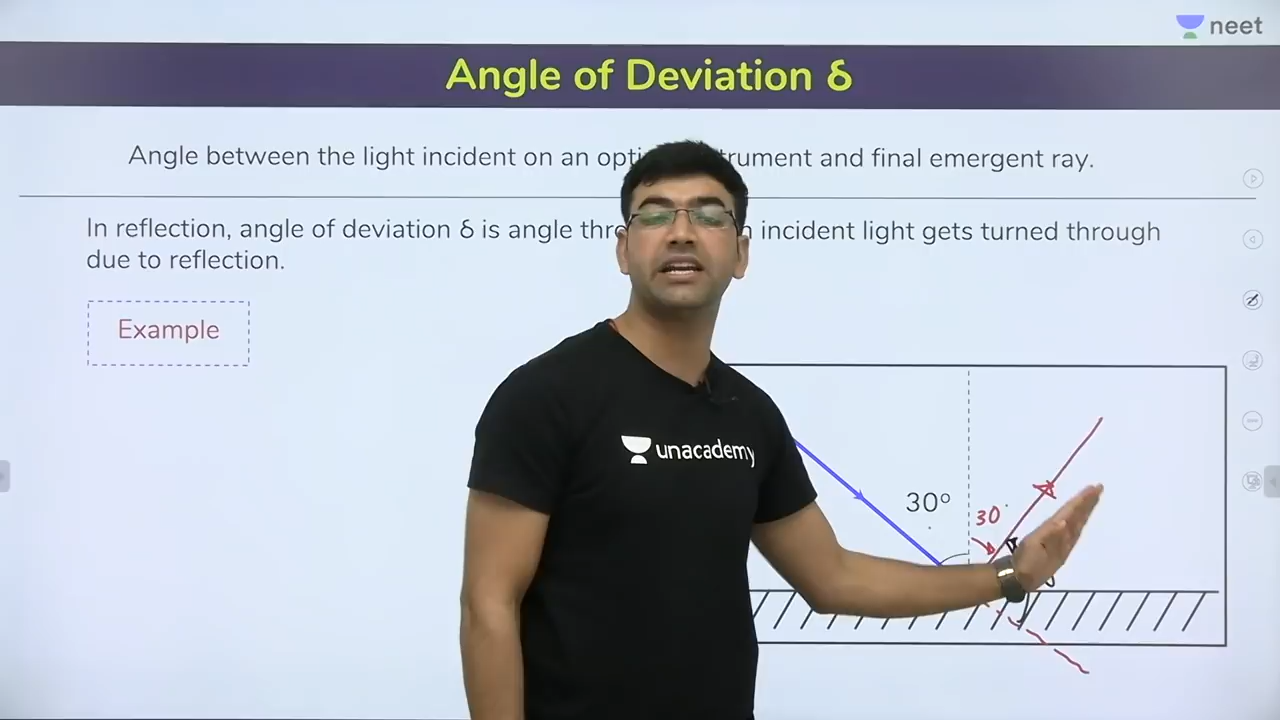 neet
Angle of Deviation δ
Angle between the light incident on an opti trument and final emergent ray.
In reflection, angle of deviation δ is angle thr incident light gets turned through
due to reflection.
Example
unacademy
30°
30°